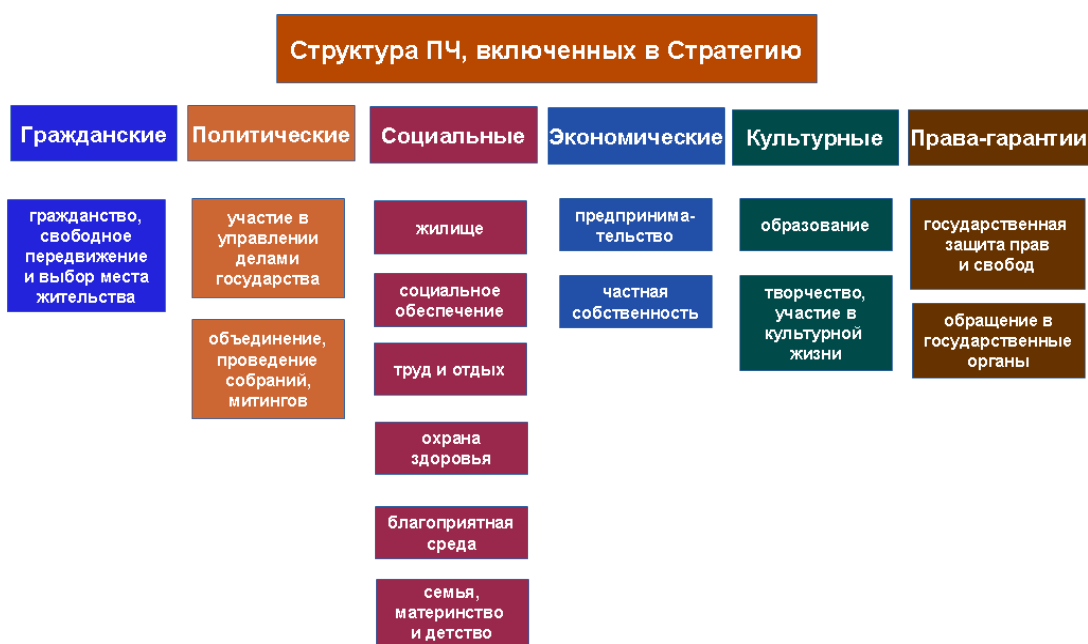 Структура ПЧ, включенных в Стратегию
Гражданские
Политические
Социальные
Экономические
Культурные
Права-гарантии
гражданство,
свободное
передвижение
и выбор места
жительства
участие в
управлении
делами
государства
объединение,
проведение
собраний,
митингов
жилище
социальное
обеспечение
труд и отдых
охрана
здоровья
благоприятная
среда
семья,
материнство
и детство
предпринима-
тельство
частная
собственность
образование
творчество,
участие в
культурной
жизни
государственная
защита прав
и свобод
обращение в
государственные
органы